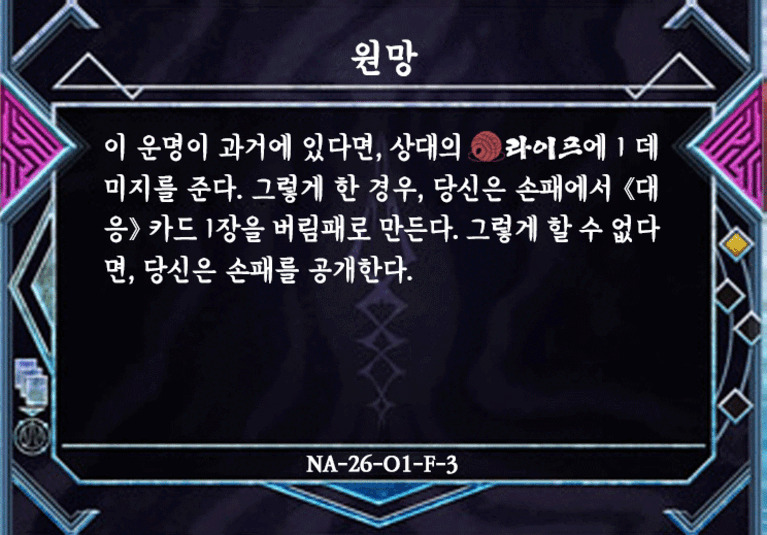 원망
이 운명이 과거에 있다면, 상대의 라이프에 1 데
미지를 준다. 그렇게 한 경우, 당신은 손패에서 《대
응》 카드 1장을 버림패로 만든다. 그렇게 할 수 없다
면, 당신은 손패를 공개한다.
NA-26-O1-F-3